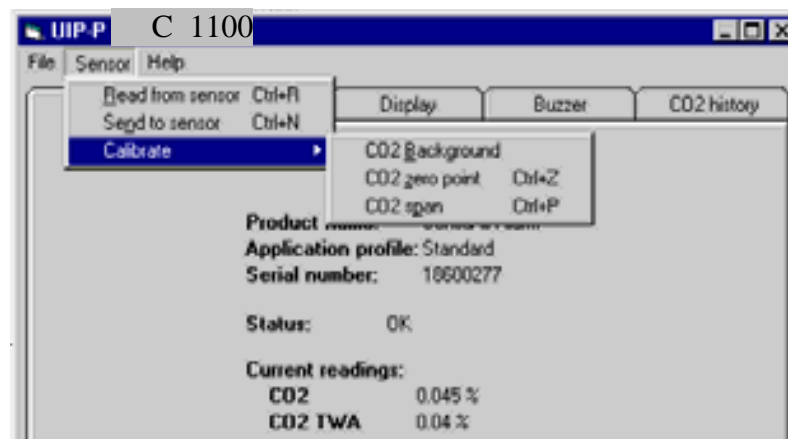 UIP-P C 1100
File Sensor Help
Read from sensor Ctrl+R
Send to sensor Ctrl+N
Calibrate
Display Buzzer CO2 history
CO2 Background
CO2 zero point Ctrl+Z
CO2 span Ctrl+P
Product
Application profile: Standard
Serial number: 18600277
Status: OK
Current readings:
CO2 0.045 %
CO2 TWA 0.04 %